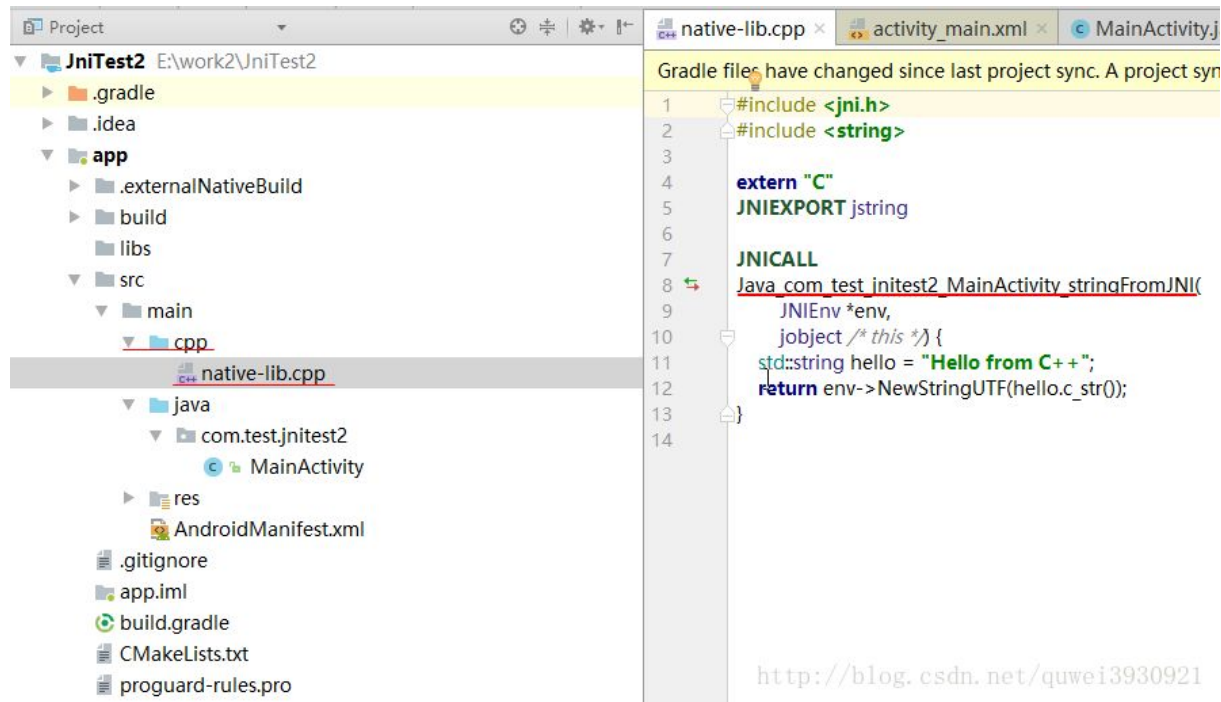 Project
JniTest2 E:\work2\JniTest2
.gradle
.idea
app
.externalNativeBuild
build
libs
src
main
cpp
native-lib.cpp
java
com.test.jnitest2
MainActivity
res
AndroidManifest.xml
.gitignore
app.iml
build.gradle
CMakeLists.txt
proguard-rules.pro
native-lib.cpp activity_main.xml MainActivity.j
Gradle files have changed since last project sync. A project syn
1 #include <jni.h>
2 #include <string>
3
4 extern "C"
5 JNIEXPORT jstring
6
7 JNICALL
8 Java_com_test_jnitest2_MainActivity_stringFromJNI(
9 JNIEnv *env,
10 jobject /* this */) {
11 std::string hello = "Hello from C++";
12 return env->NewStringUTF(hello.c_str());
13 }
14
http://blog.csdn.net/quwei3930921